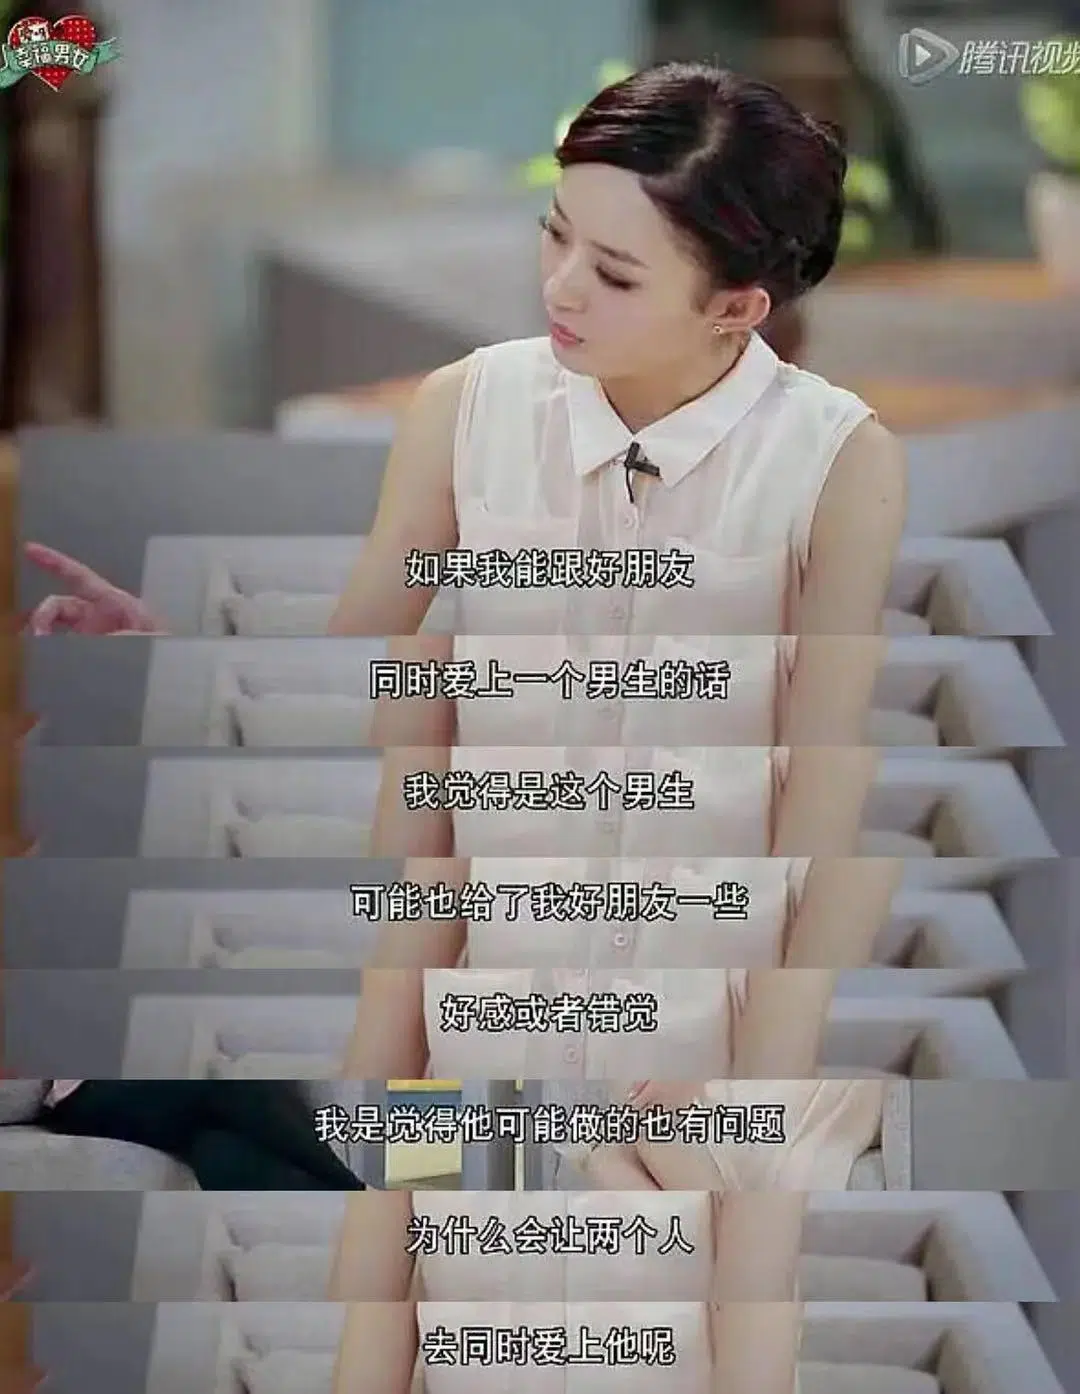 幸福男女
腾讯视频
如果我能跟好朋友
同时爱上一个男生的话
我觉得是这个男生
可能也给了我好朋友一些
好感或者错觉
我是觉得他可能做的也有问题
为什么会让两个人
去同时爱上他呢